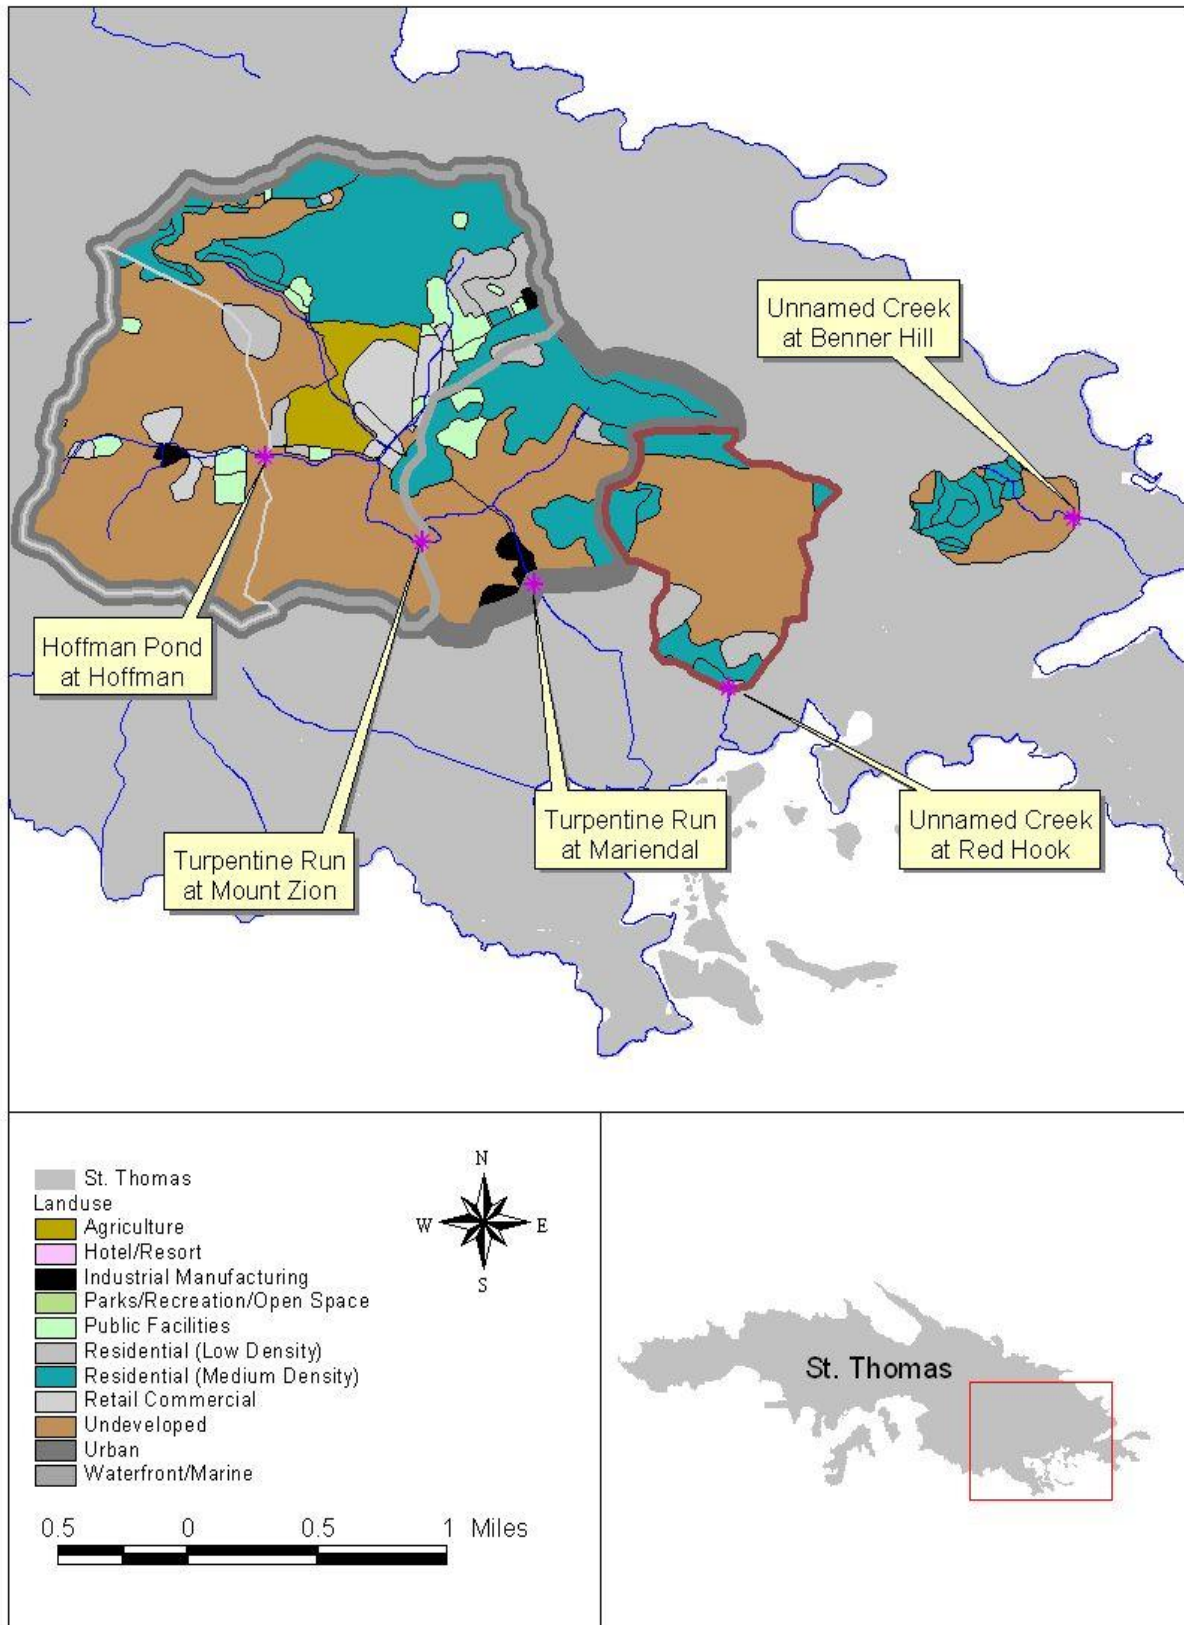 Unnamed Creek
at Benner Hill
Hoffman Pond
at Hoffman
Turpentine Run
at Mount Zion
Turpentine Run
at Mariendal
Unnamed Creek
at Red Hook
St. Thomas
Landuse
Agriculture
Hotel/Resort
Industrial Manufacturing
Parks/Recreation/Open Space
Public Facilities
Residential (Low Density)
Residential (Medium Density)
Retail Commercial
Undeveloped
Urban
Waterfront/Marine
N
W E
S
0.5 0 0.5 1 Miles
St. Thomas